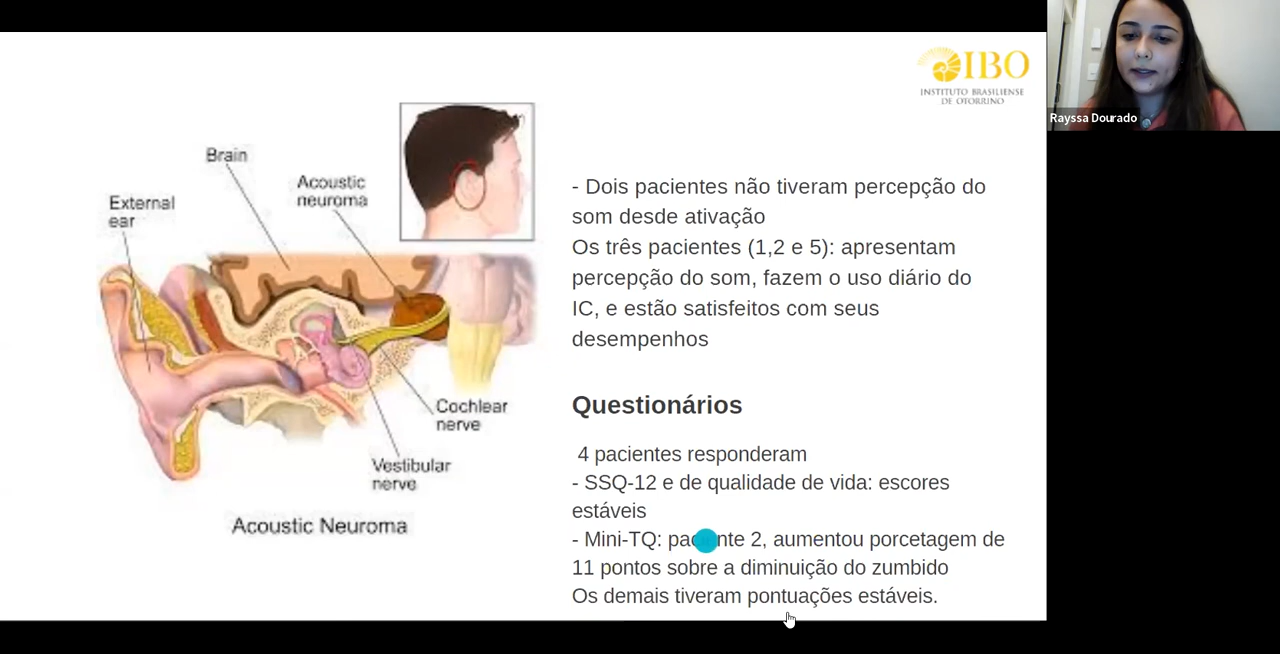 IBO
INSTITUTO BRASILIENSE
DE OTORRINO
Rayssa Dourado
Brain
Acoustic
neuroma
External
ear
Cochlear
nerve
Vestibular
nerve
Acoustic Neuroma
- Dois pacientes não tiveram percepção do
som desde ativação
Os três pacientes (1,2 e 5): apresentam
percepção do som, fazem o uso diário do
IC, e estão satisfeitos com seus
desempenhos
Questionários
4 pacientes responderam
- SSQ-12 e de qualidade de vida: escores
estáveis
- Mini-TQ: paciente 2, aumentou porcetagem de
11 pontos sobre a diminuição do zumbido
Os demais tiveram pontuações estáveis.